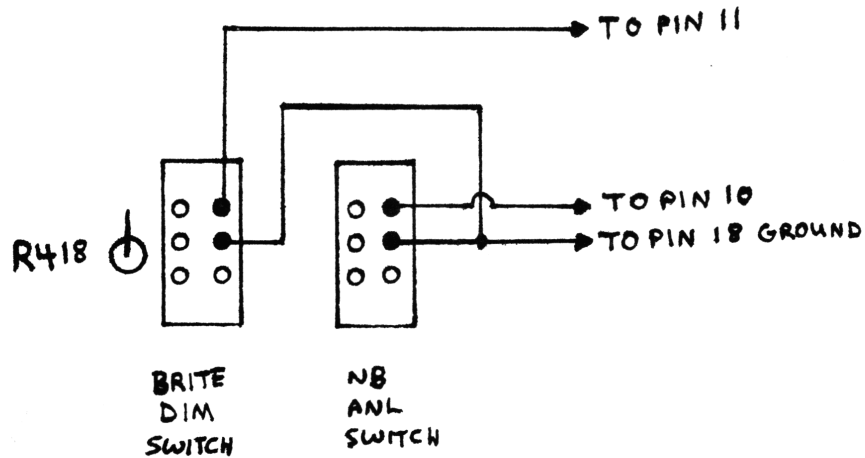 TO PIN 11
TO PIN 10
TO PIN 18 GROUND
R418
BRITE
DIM
SWITCH
NB
ANL
SWITCH